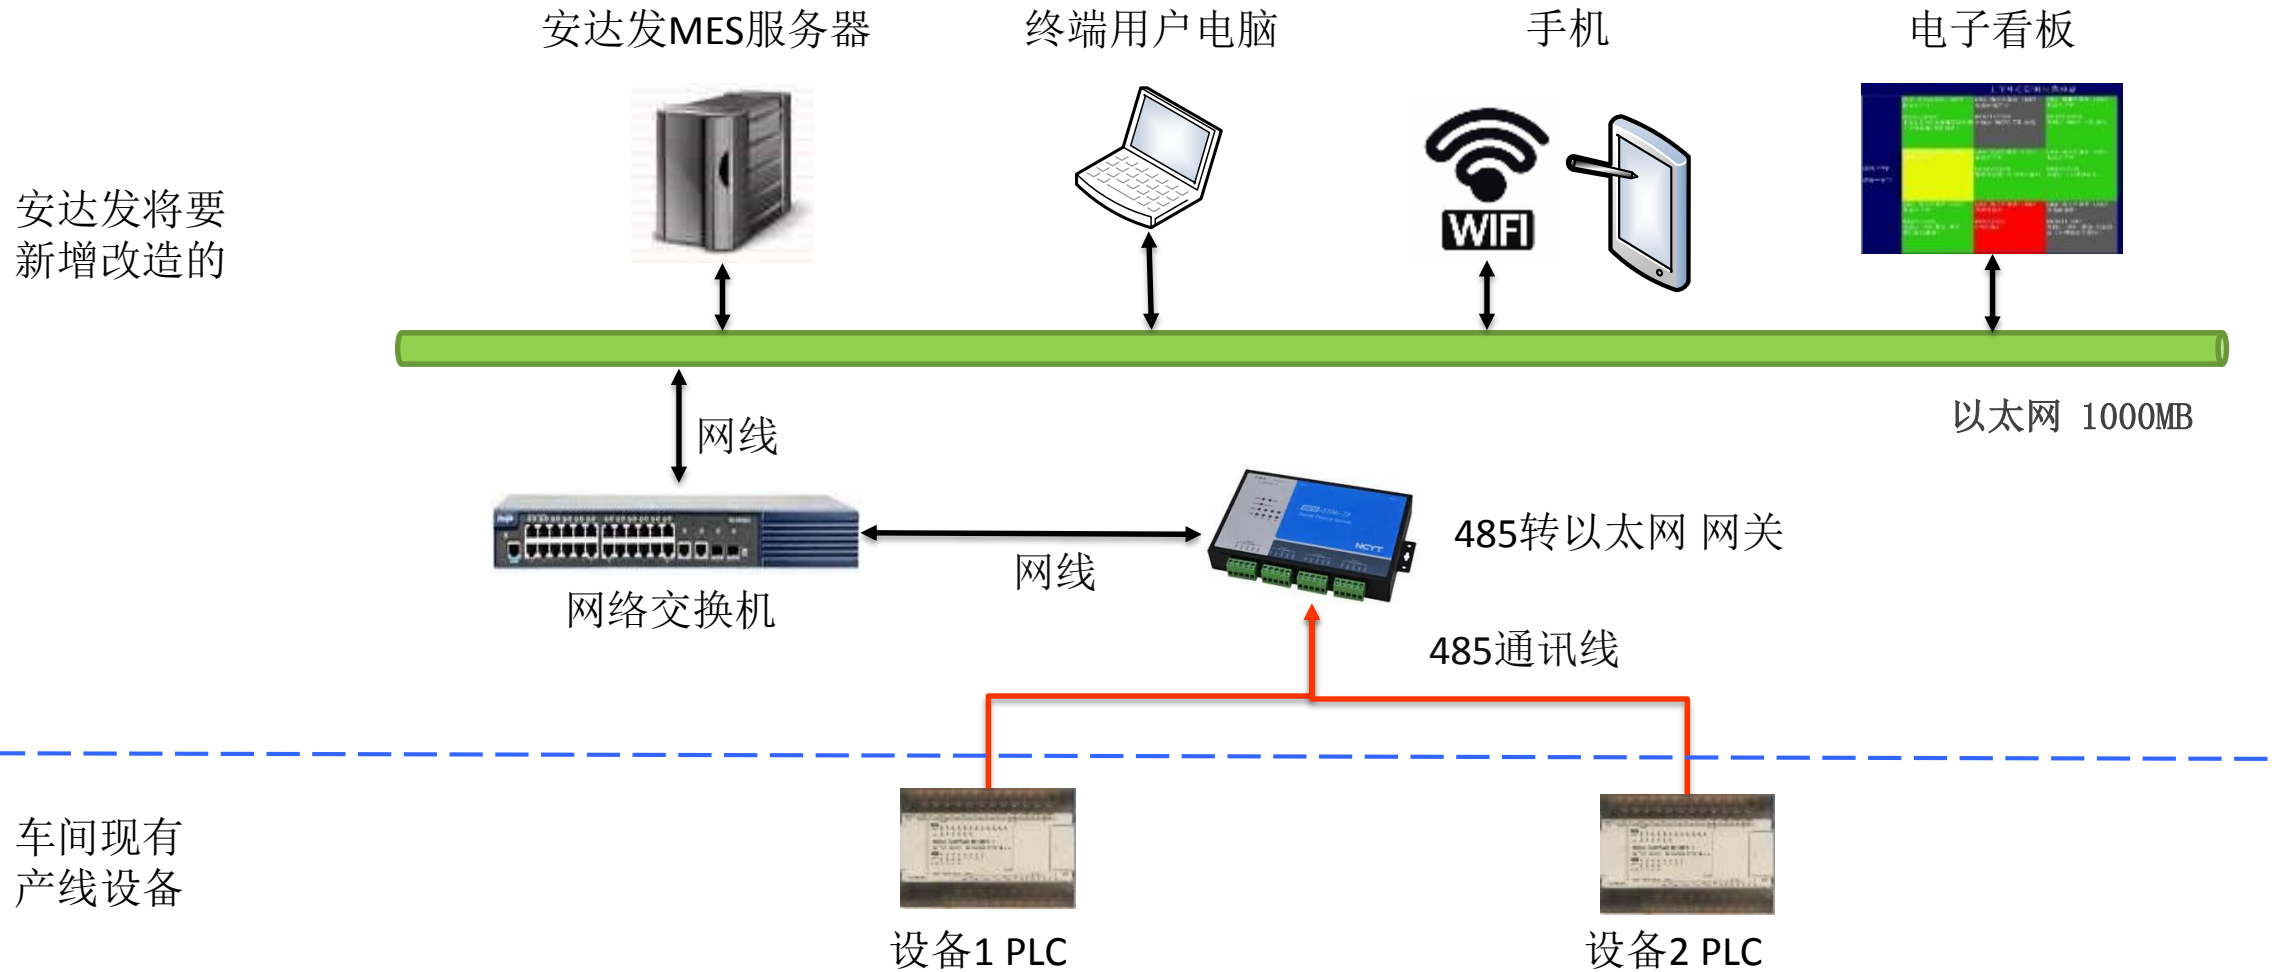 安达发MES服务器
终端用户电脑
手机
电子看板
WIFI
安达发将要
新增改造的
以太网 1000MB
网线
网线
485转以太网 网关
NCYT
网络交换机
485通讯线
车间现有
产线设备
设备1 PLC
设备2 PLC